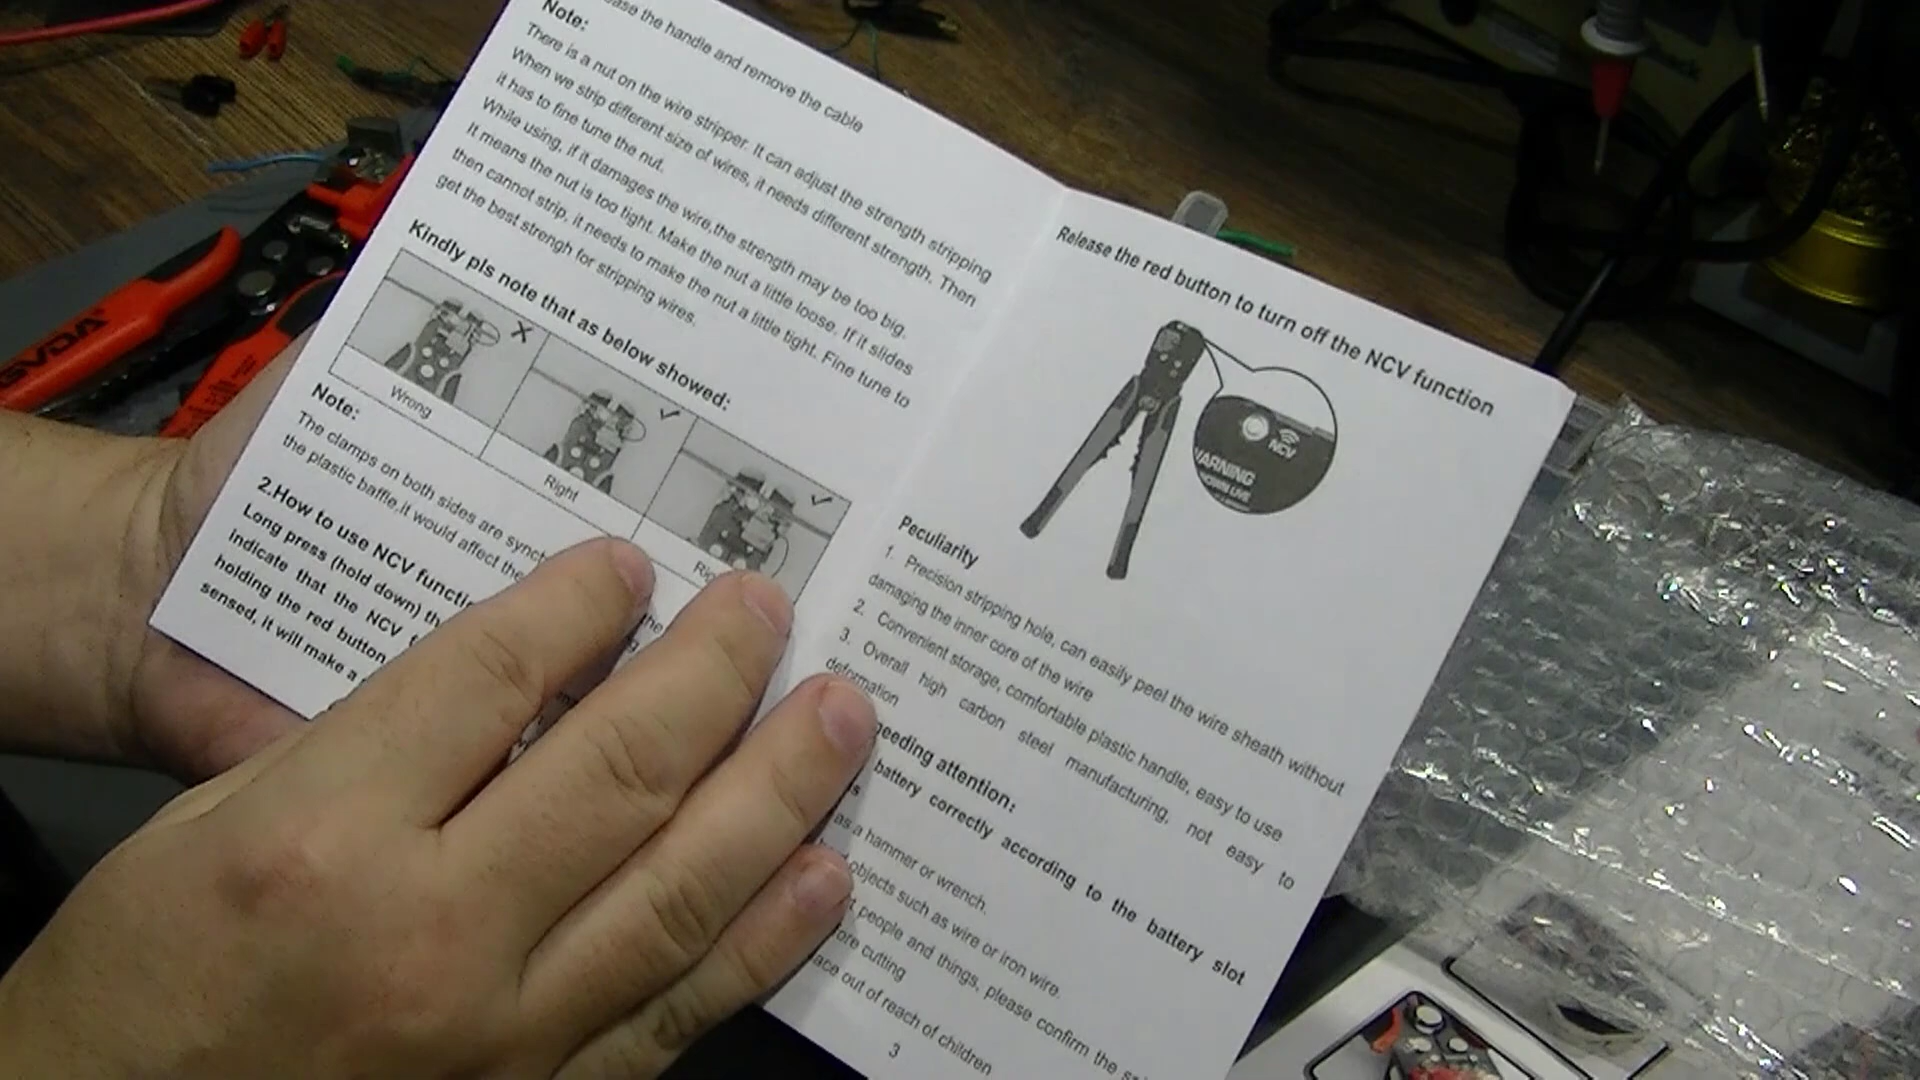 ease the handle and remove the cable
Note:
There is a nut on the wire stripper. It can adjust the strength stripping
When we strip different size of wires, it needs different strength. Then
it has to fine tune the nut.
While using, if it damages the wire,the strength may be too big.
It means the nut is too tight. Make the nut a little loose. If it slides
then cannot strip, it needs to make the nut a little tight. Fine tune to
get the best strengh for stripping wires.
Kindly pls note that as below showed:
Wrong
Right
Note:
The clamps on both sides are
the plastic baffle,it would affect the
2.How to use NCV
Long press (hold down)
indicate that the NCV
holding the red button
sensed, it will make a
Release the red button to turn off the NCV function
NCV
WARNING
Peculiarity
1. Precision stripping hole, can easily peel the wire sheath without
damaging the inner core of the wire
2. Convenient storage, comfortable plastic handle, easy to use
3. Overall high carbon steel manufacturing, not easy to
deformation
needing attention:
battery correctly according to the battery slot
as a hammer or wrench.
objects such as wire or iron wire.
people and things, please confirm the
cutting
out of reach of children
3
GVDA